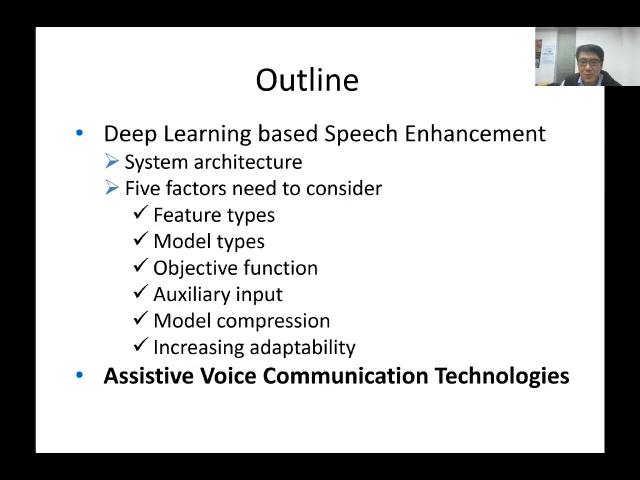 Outline
• Deep Learning based Speech Enhancement
➢ System architecture
➢ Five factors need to consider
✓ Feature types
✓ Model types
✓ Objective function
✓ Auxiliary input
✓ Model compression
✓ Increasing adaptability
• Assistive Voice Communication Technologies